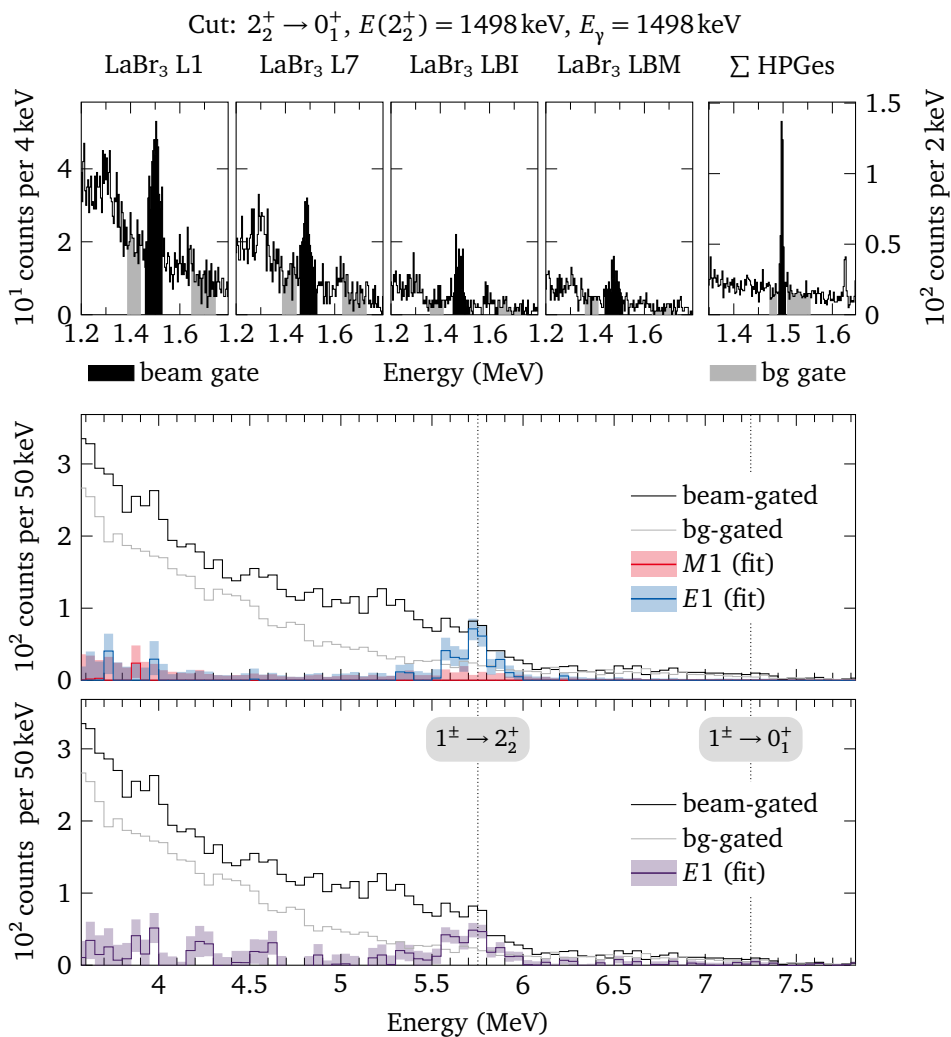 Cut: 2₂⁺ → 0₁⁺, E(2₂⁺) = 1498 keV, Eγ = 1498 keV
LaBr₃ L1 LaBr₃ L7 LaBr₃ LBI LaBr₃ LBM ∑ HPGes
10¹ counts per 4 keV
0 2 4
1.2 1.4 1.6 1.2 1.4 1.6 1.2 1.4 1.6 1.2 1.4 1.6 1.4 1.5 1.6
0 0.5 1 1.5
10² counts per 2 keV
beam gate Energy (MeV) bg gate
10² counts per 50 keV
0 1 2 3
beam-gated
bg-gated
M1 (fit)
E1 (fit)
10² counts per 50 keV
0 1 2 3
1± → 2₂⁺ 1± → 0₁⁺
beam-gated
bg-gated
E1 (fit)
4 4.5 5 5.5 6 6.5 7 7.5
Energy (MeV)